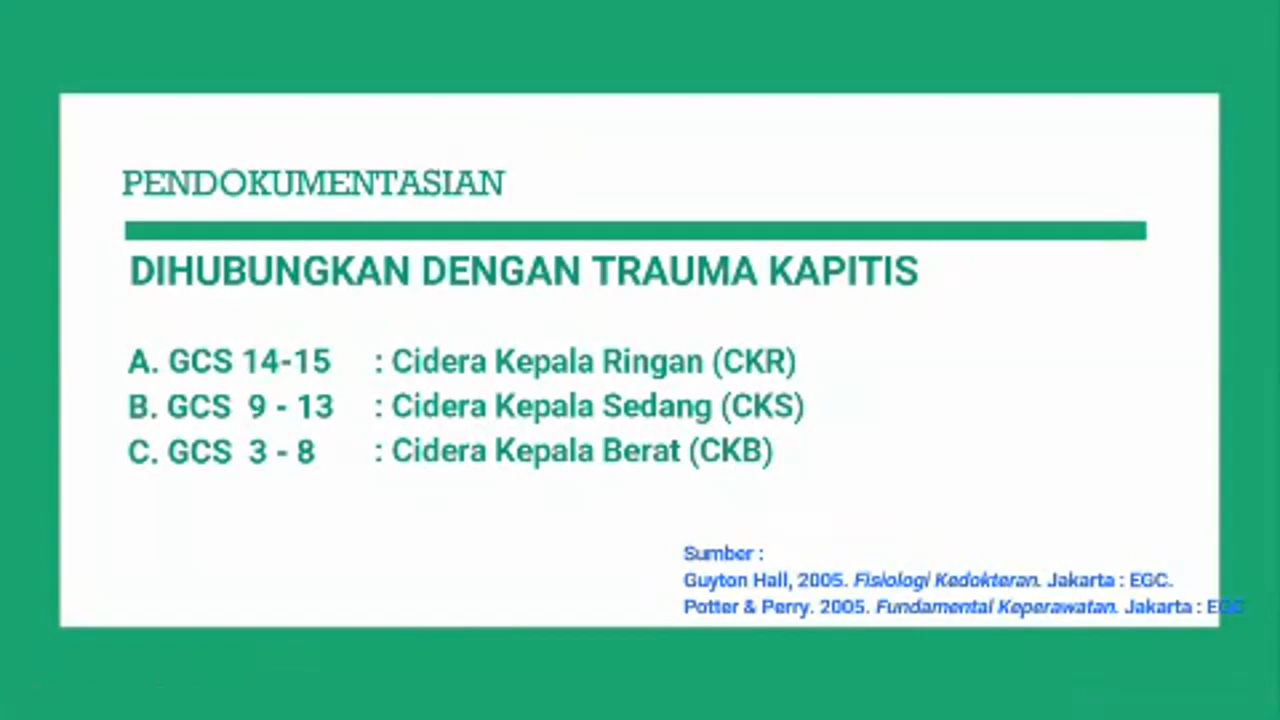 PENDOKUMENTASIAN
DIHUBUNGKAN DENGAN TRAUMA KAPITIS
A. GCS 14-15 : Cidera Kepala Ringan (CKR)
B. GCS 9 - 13 : Cidera Kepala Sedang (CKS)
C. GCS 3 - 8 : Cidera Kepala Berat (CKB)
Sumber :
Guyton Hall, 2005. Fisiologi Kedokteran. Jakarta : EGC.
Potter & Perry. 2005. Fundamental Keperawatan. Jakarta : EGC